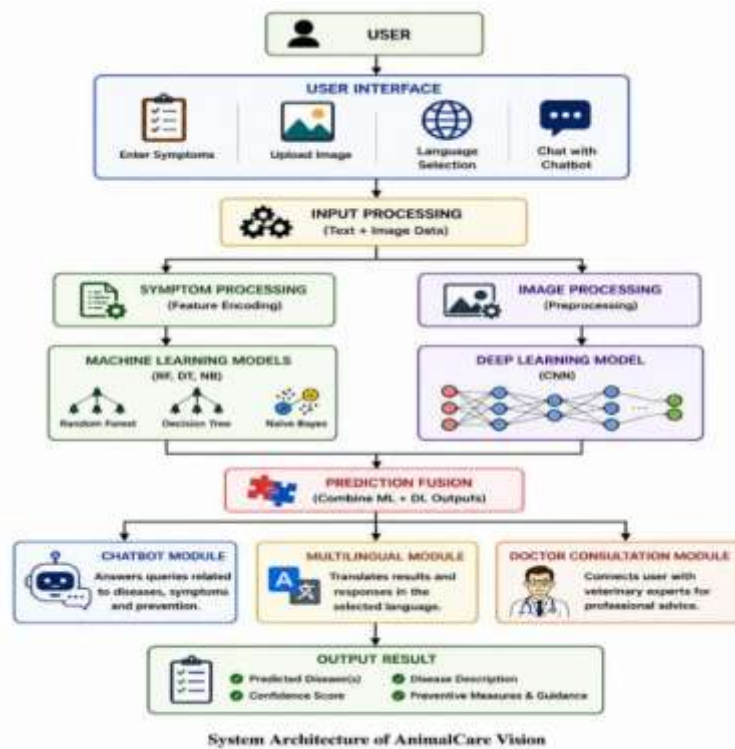 USER
USER INTERFACE
Enter Symptoms
Upload Image
Language
Selection
Chat with
Chatbot
INPUT PROCESSING
(Text + Image Data)
SYMPTOM PROCESSING
(Feature Encoding)
IMAGE PROCESSING
(Preprocessing)
MACHINE LEARNING MODELS
(RF, DT, NB)
Random Forest
Decision Tree
Naive Bayes
DEEP LEARNING MODEL
(CNN)
PREDICTION FUSION
(Combine ML + DL Outputs)
CHATBOT MODULE
Answers queries related
to diseases, symptoms
and prevention.
MULTILINGUAL MODULE
A
文
Translates results and
responses in the
selected language.
DOCTOR CONSULTATION MODULE
Connects user with
veterinary experts for
professional advice.
OUTPUT RESULT
Predicted Disease(s)
Disease Description
Confidence Score
Preventive Measures & Guidance
System Architecture of AnimalCare Vision